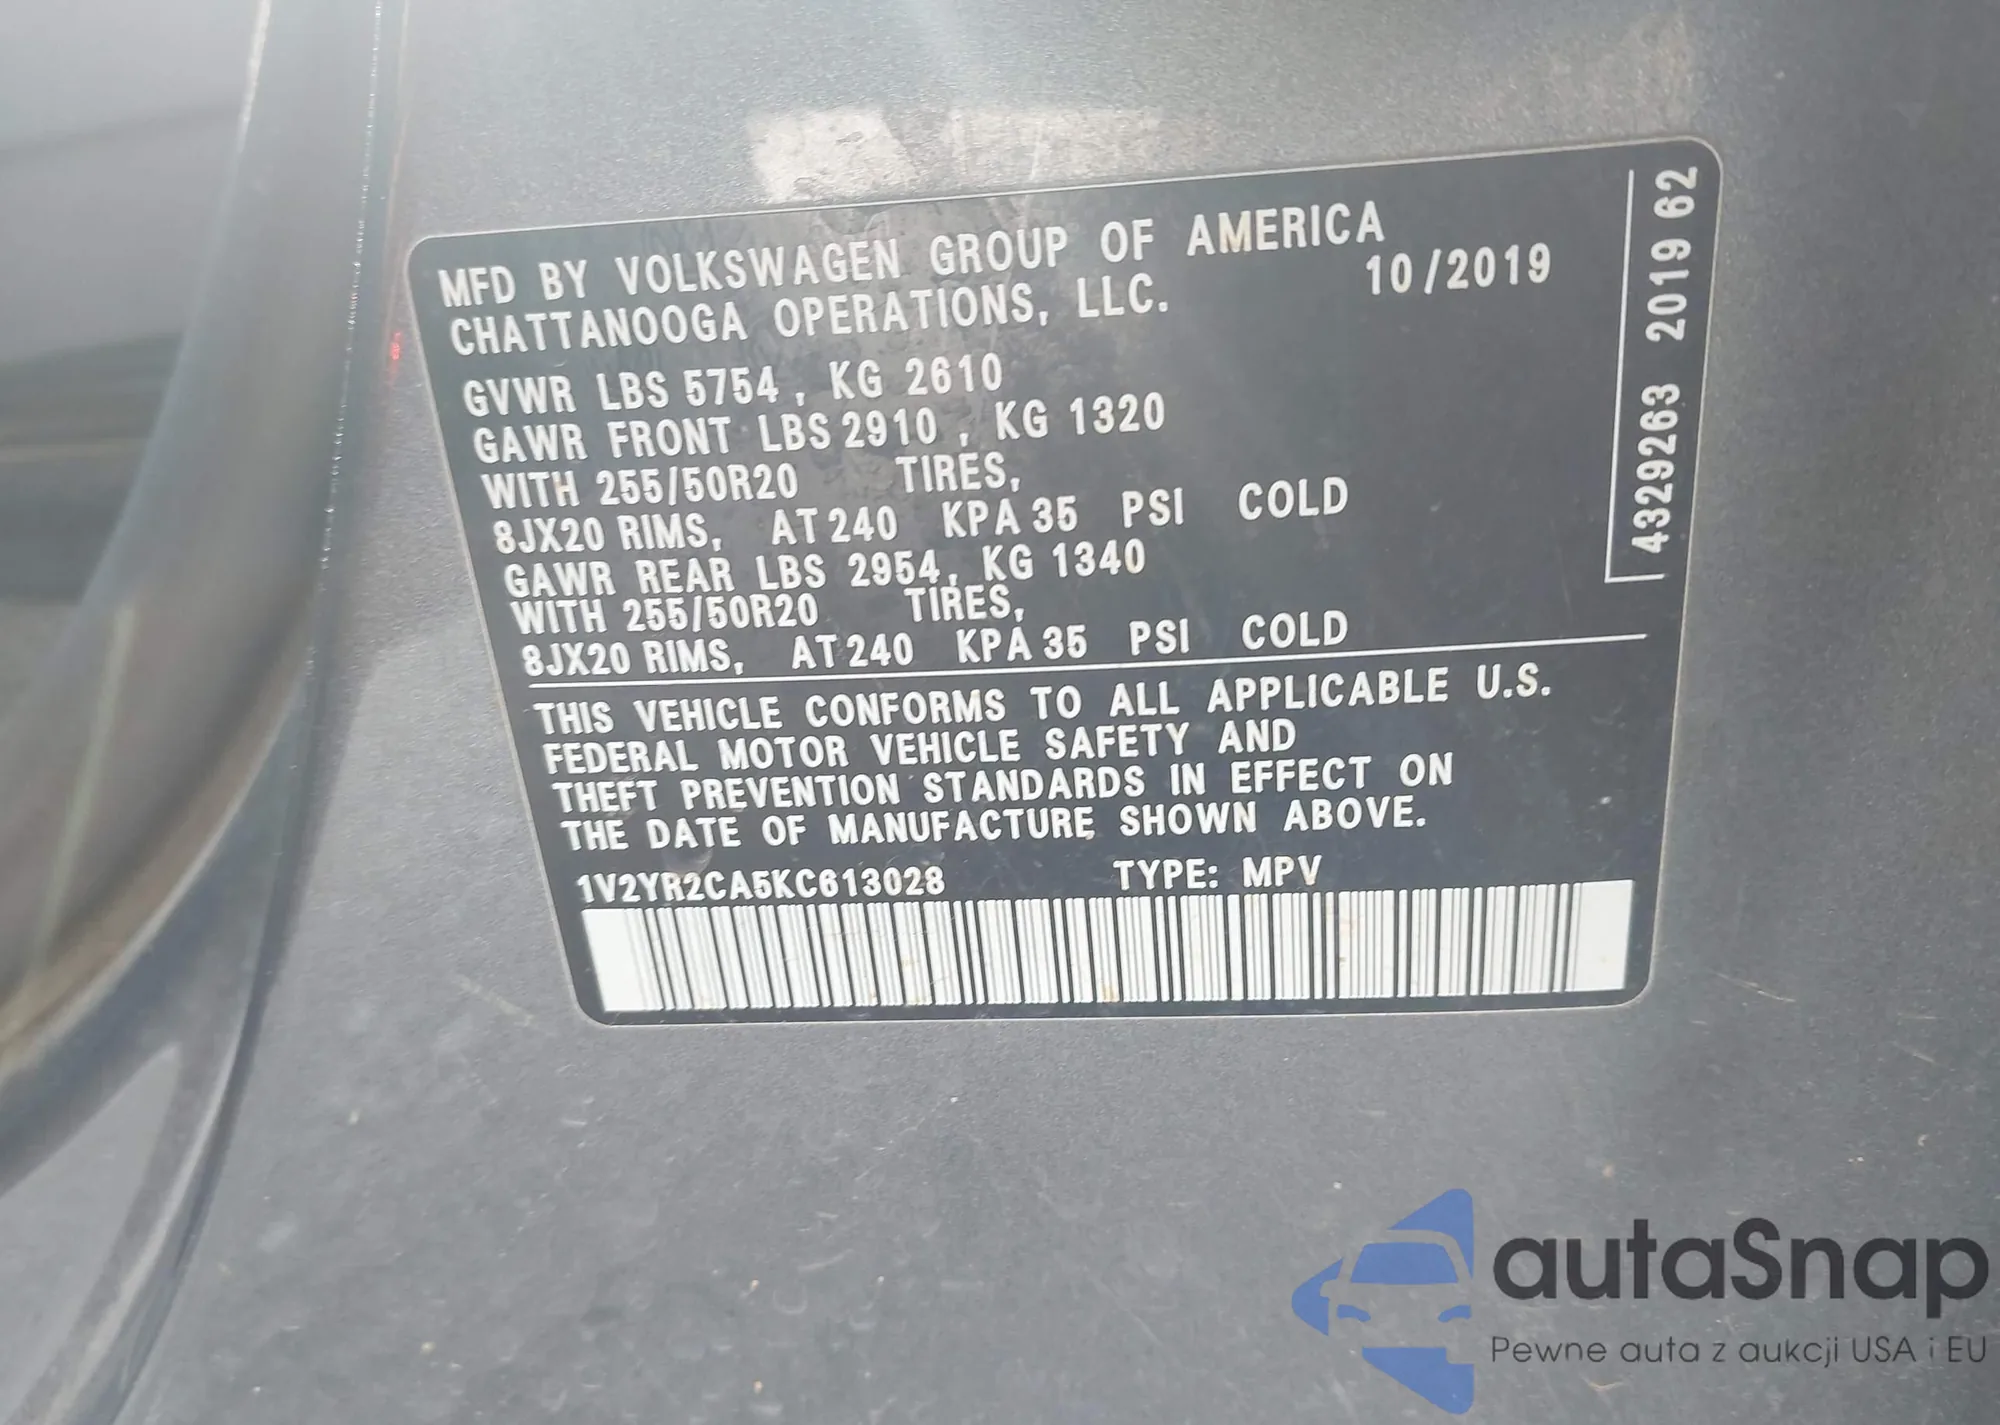 MFD BY VOLKSWAGEN GROUP OF AMERICA
CHATTANOOGA OPERATIONS, LLC. 10/2019
GVWR LBS 5754, KG 2610
GAWR FRONT LBS 2910, KG 1320
WITH 255/50R20 TIRES,
8JX20 RIMS, AT 240 KPA 35 PSI COLD
GAWR REAR LBS 2954, KG 1340
WITH 255/50R20 TIRES,
8JX20 RIMS, AT 240 KPA 35 PSI COLD
THIS VEHICLE CONFORMS TO ALL APPLICABLE U.S.
FEDERAL MOTOR VEHICLE SAFETY AND
THEFT PREVENTION STANDARDS IN EFFECT ON
THE DATE OF MANUFACTURE SHOWN ABOVE.
1V2YR2CA5KC613028 TYPE: MPV
4329263 2019 62
autaSnap
Pewne auta z aukcji USA i EU